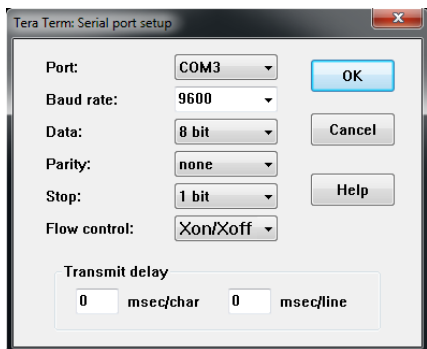 Tera Term: Serial port setup
x
Port: COM3 OK
Baud rate: 9600
Data: 8 bit Cancel
Parity: none
Stop: 1 bit Help
Flow control: Xon/Xoff
Transmit delay
0 msec/char 0 msec/line